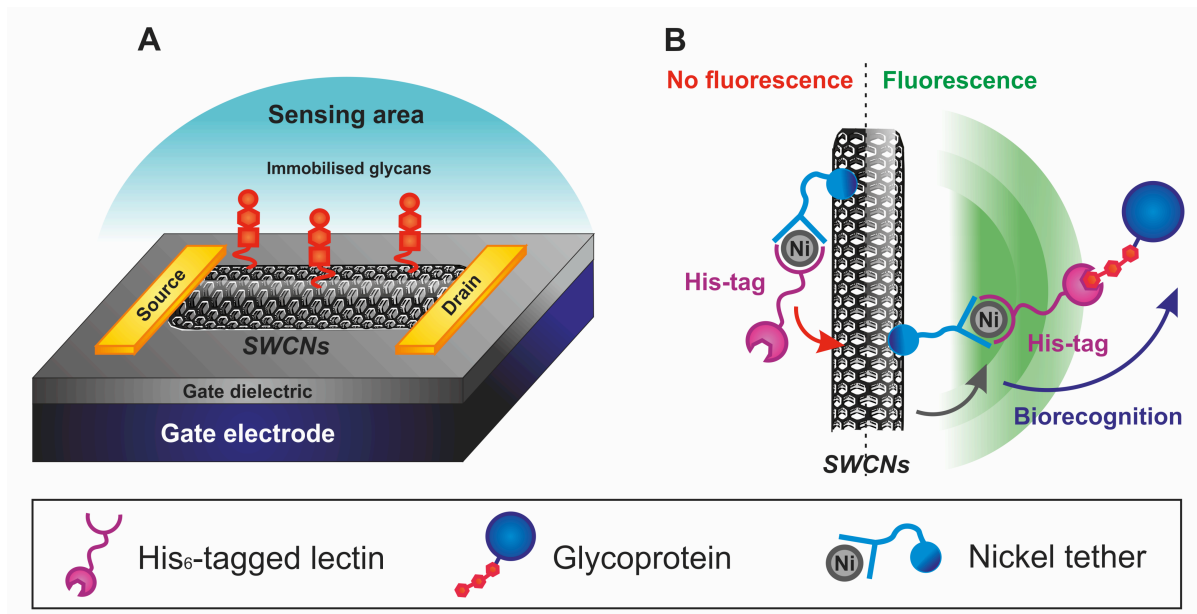 A
Sensing area
Immobilised glycans
Source
Drain
SWCNs
Gate dielectric
Gate electrode
B
No fluorescence
Fluorescence
Ni
His-tag
Ni
His-tag
Biorecognition
SWCNs
His₆-tagged lectin
Glycoprotein
Ni
Nickel tether